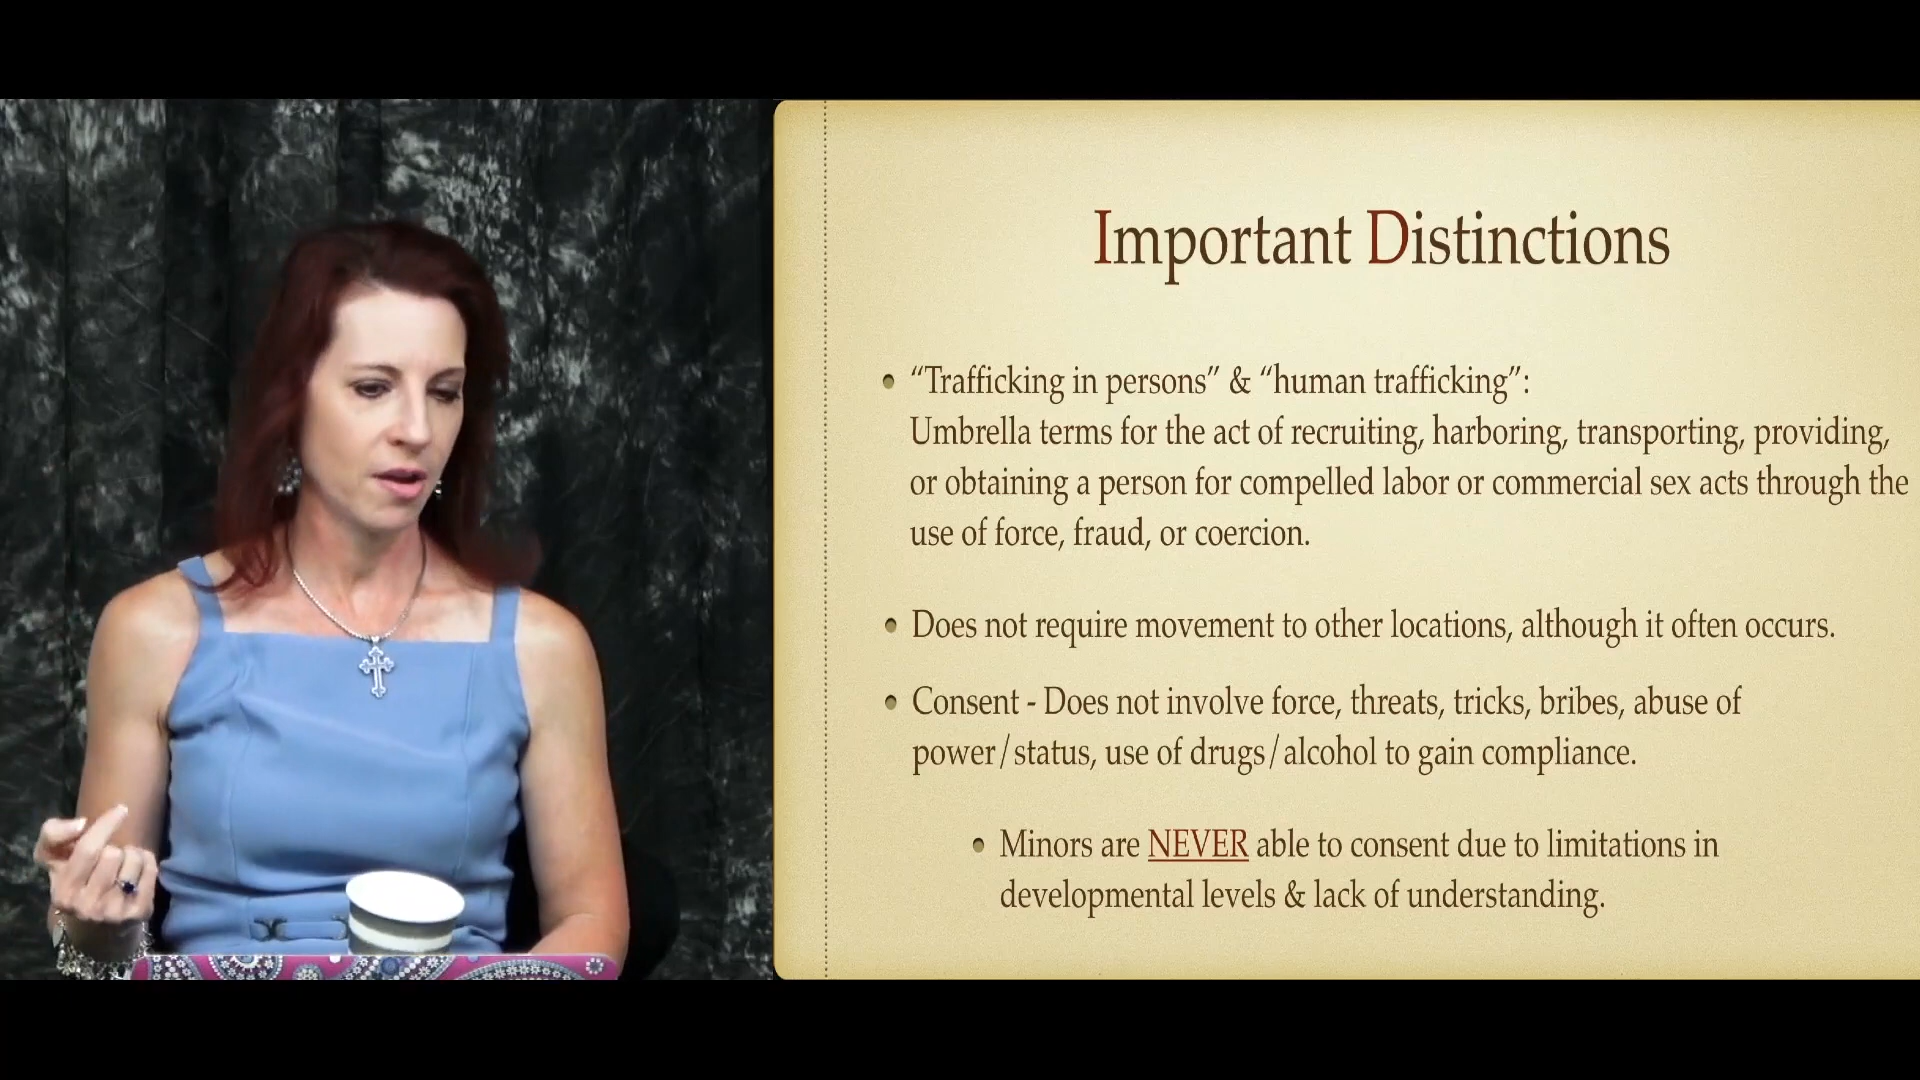 Important Distinctions
“Trafficking in persons” & “human trafficking”:
Umbrella terms for the act of recruiting, harboring, transporting, providing,
or obtaining a person for compelled labor or commercial sex acts through the
use of force, fraud, or coercion.
Does not require movement to other locations, although it often occurs.
Consent - Does not involve force, threats, tricks, bribes, abuse of
power/status, use of drugs/alcohol to gain compliance.
Minors are NEVER able to consent due to limitations in
developmental levels & lack of understanding.